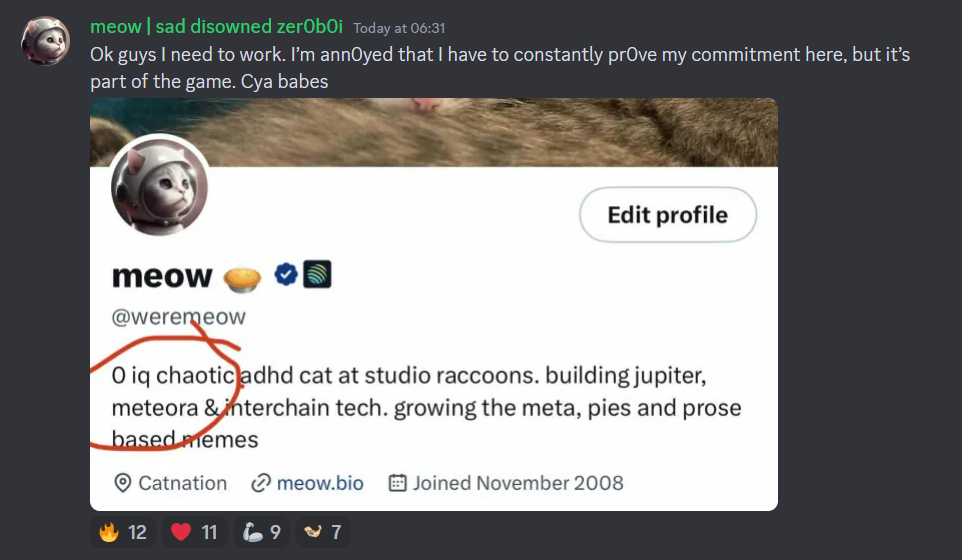 meow | sad disowned zer0b0i Today at 06:31
Ok guys I need to work. I’m ann0yed that I have to constantly pr0ve my commitment here, but it’s
part of the game. Cya babes
Edit profile
meow
@weremeow
0 iq chaotic adhd cat at studio raccoons. building jupiter,
meteora & interchain tech. growing the meta, pies and prose
based memes
Catnation meow.bio Joined November 2008
12 11 9 7